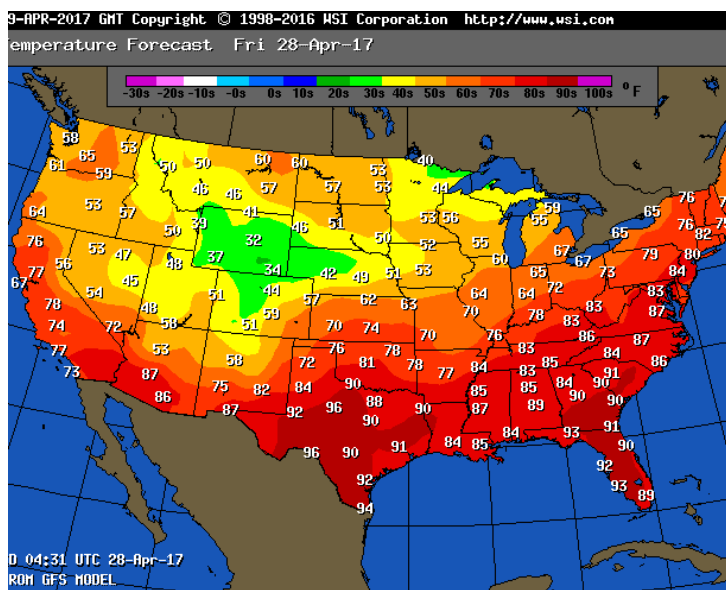 9-APR-2017 GMT Copyright © 1998-2016 WSI Corporation http://www.wsi.com
emperature Forecast Fri 28-Apr-17
-30s -20s -10s -0s 0s 10s 20s 30s 40s 50s 60s 70s 80s 90s 100s °F
58 65 53
61 59 50 50 60 60 53 40
46 46 57 57 53 44
64 53 57 39 41 46 51 53 56 59 55 65 76
76 53 50 32 50 52 55 67 65 76 82 75
77 56 47 48 37 34 42 49 51 53 60 65 67 73 79 80 84
67 54 45 51 44 57 62 63 64 64 72 83
78 48 59 70 78 83 83 87
74 72 58 51 70 74 70 76 83 86 87
77 53 58 76 78 83 85 84 86
73 87 75 82 72 81 78 77 84 85 84 91 90
86 87 84 90 88 85 87 89 90 90
92 96 90 90 84 93 91
96 90 91 84 85 90
92 92 93 89
94
D 04:31 UTC 28-Apr-17
ROM GFS MODEL